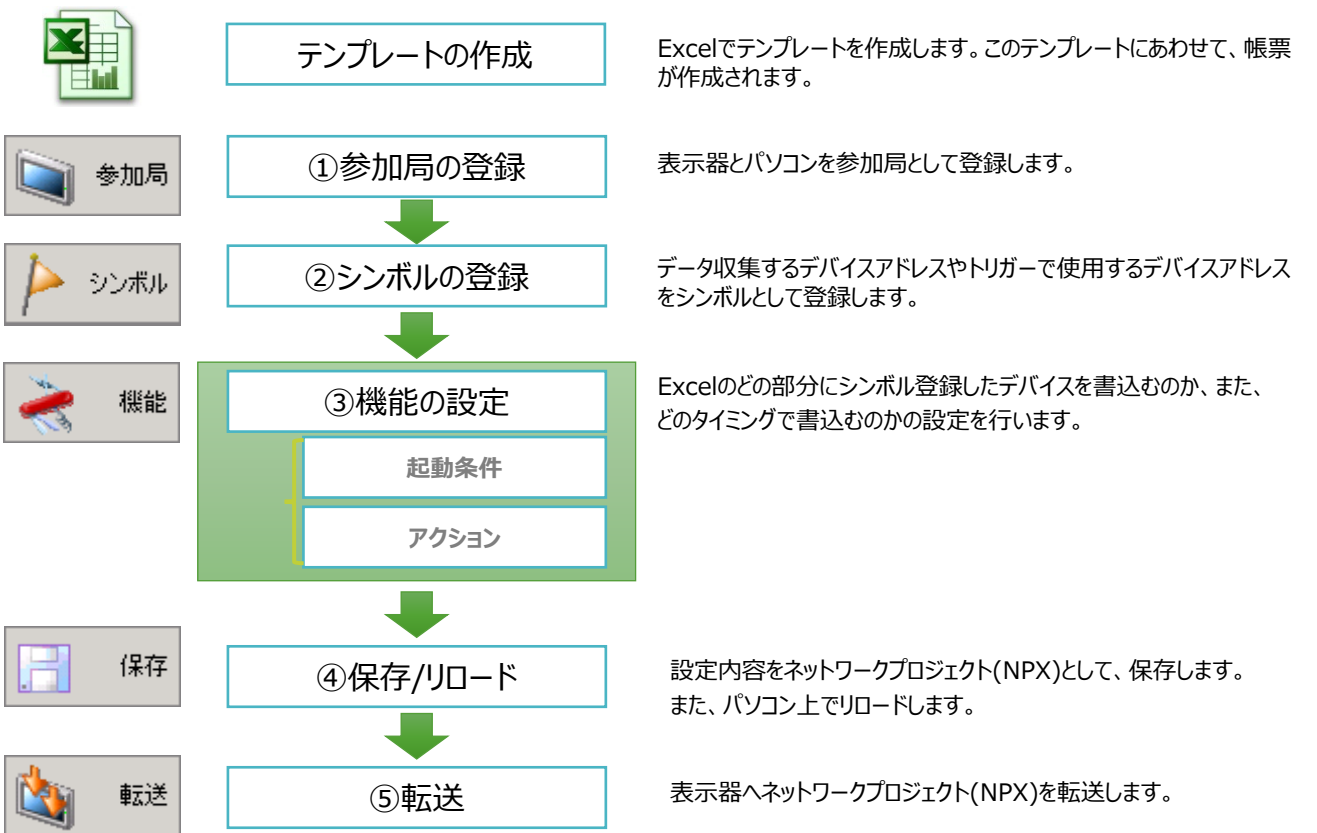 テンプレートの作成
Excelでテンプレートを作成します。このテンプレートにあわせて、帳票
が作成されます。
参加局
①参加局の登録
表示器とパソコンを参加局として登録します。
シンボル
②シンボルの登録
データ収集するデバイスアドレスやトリガーで使用するデバイスアドレス
をシンボルとして登録します。
機能
③機能の設定
Excelのどの部分にシンボル登録したデバイスを書込むのか、また、
どのタイミングで書込むのかの設定を行います。
起動条件
アクション
保存
④保存/リロード
設定内容をネットワークプロジェクト(NPX)として、保存します。
また、パソコン上でリロードします。
転送
⑤転送
表示器へネットワークプロジェクト(NPX)を転送します。